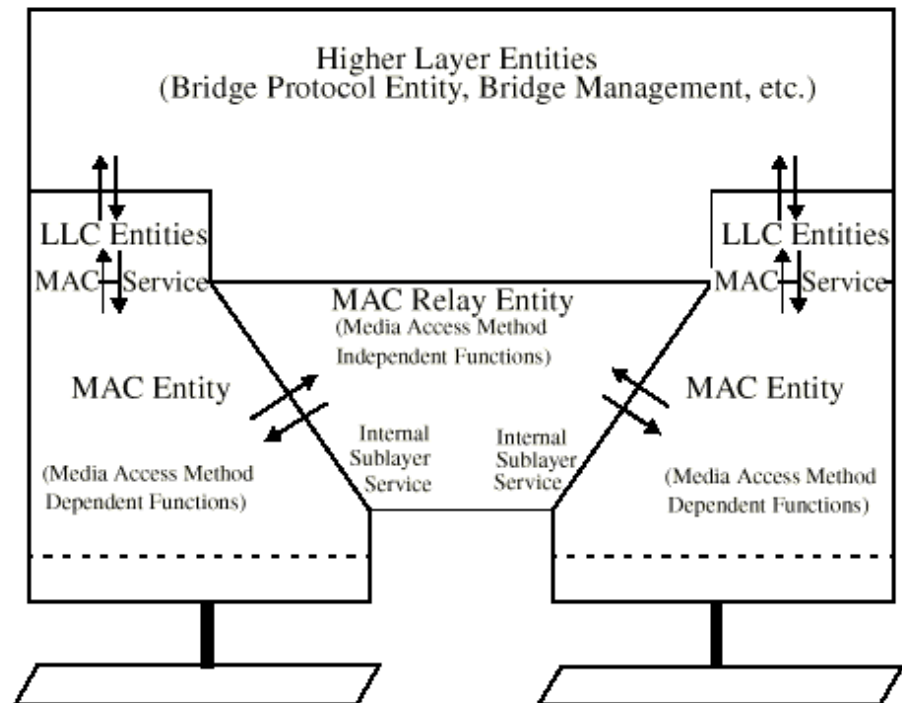 Higher Layer Entities
(Bridge Protocol Entity, Bridge Management, etc.)
LLC Entities
MAC Service
LLC Entities
MAC Service
MAC Relay Entity
(Media Access Method
Independent Functions)
MAC Entity
(Media Access Method
Dependent Functions)
Internal
Sublayer
Service
Internal
Sublayer
Service
MAC Entity
(Media Access Method
Dependent Functions)